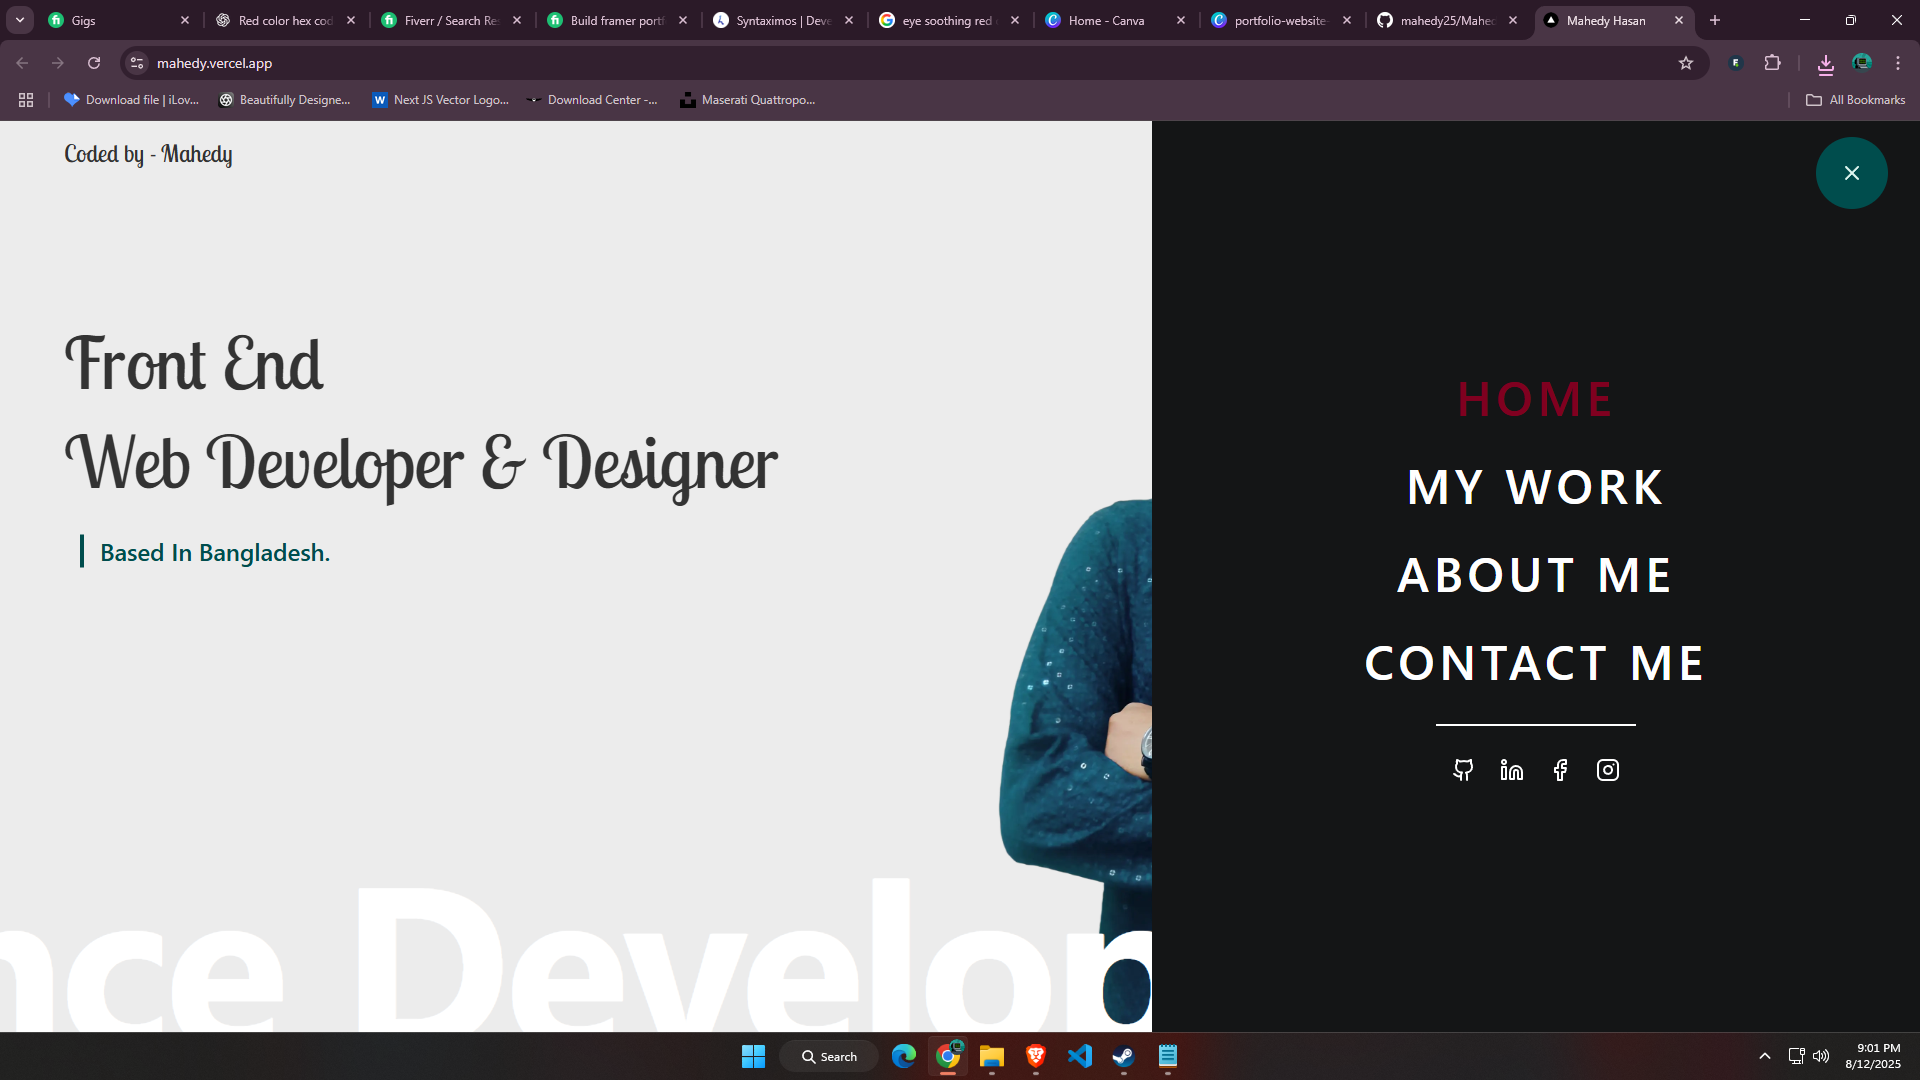 Gigs
Red color hex cod
Fiverr / Search Re
Build framer portf
Syntaximos | Deve
eye soothing red
Home - Canva
portfolio-website-
mahedy25/Mahed
Mahedy Hasan
mahedy.vercel.app
Download file | iLov...
Beautifully Designe...
Next JS Vector Logo...
Download Center -...
Maserati Quattropo...
All Bookmarks
Coded by - Mahedy
Front End
Web Developer & Designer
Based In Bangladesh.
nce Develop
HOME
MY WORK
ABOUT ME
CONTACT ME
Search
9:01 PM
8/12/2025